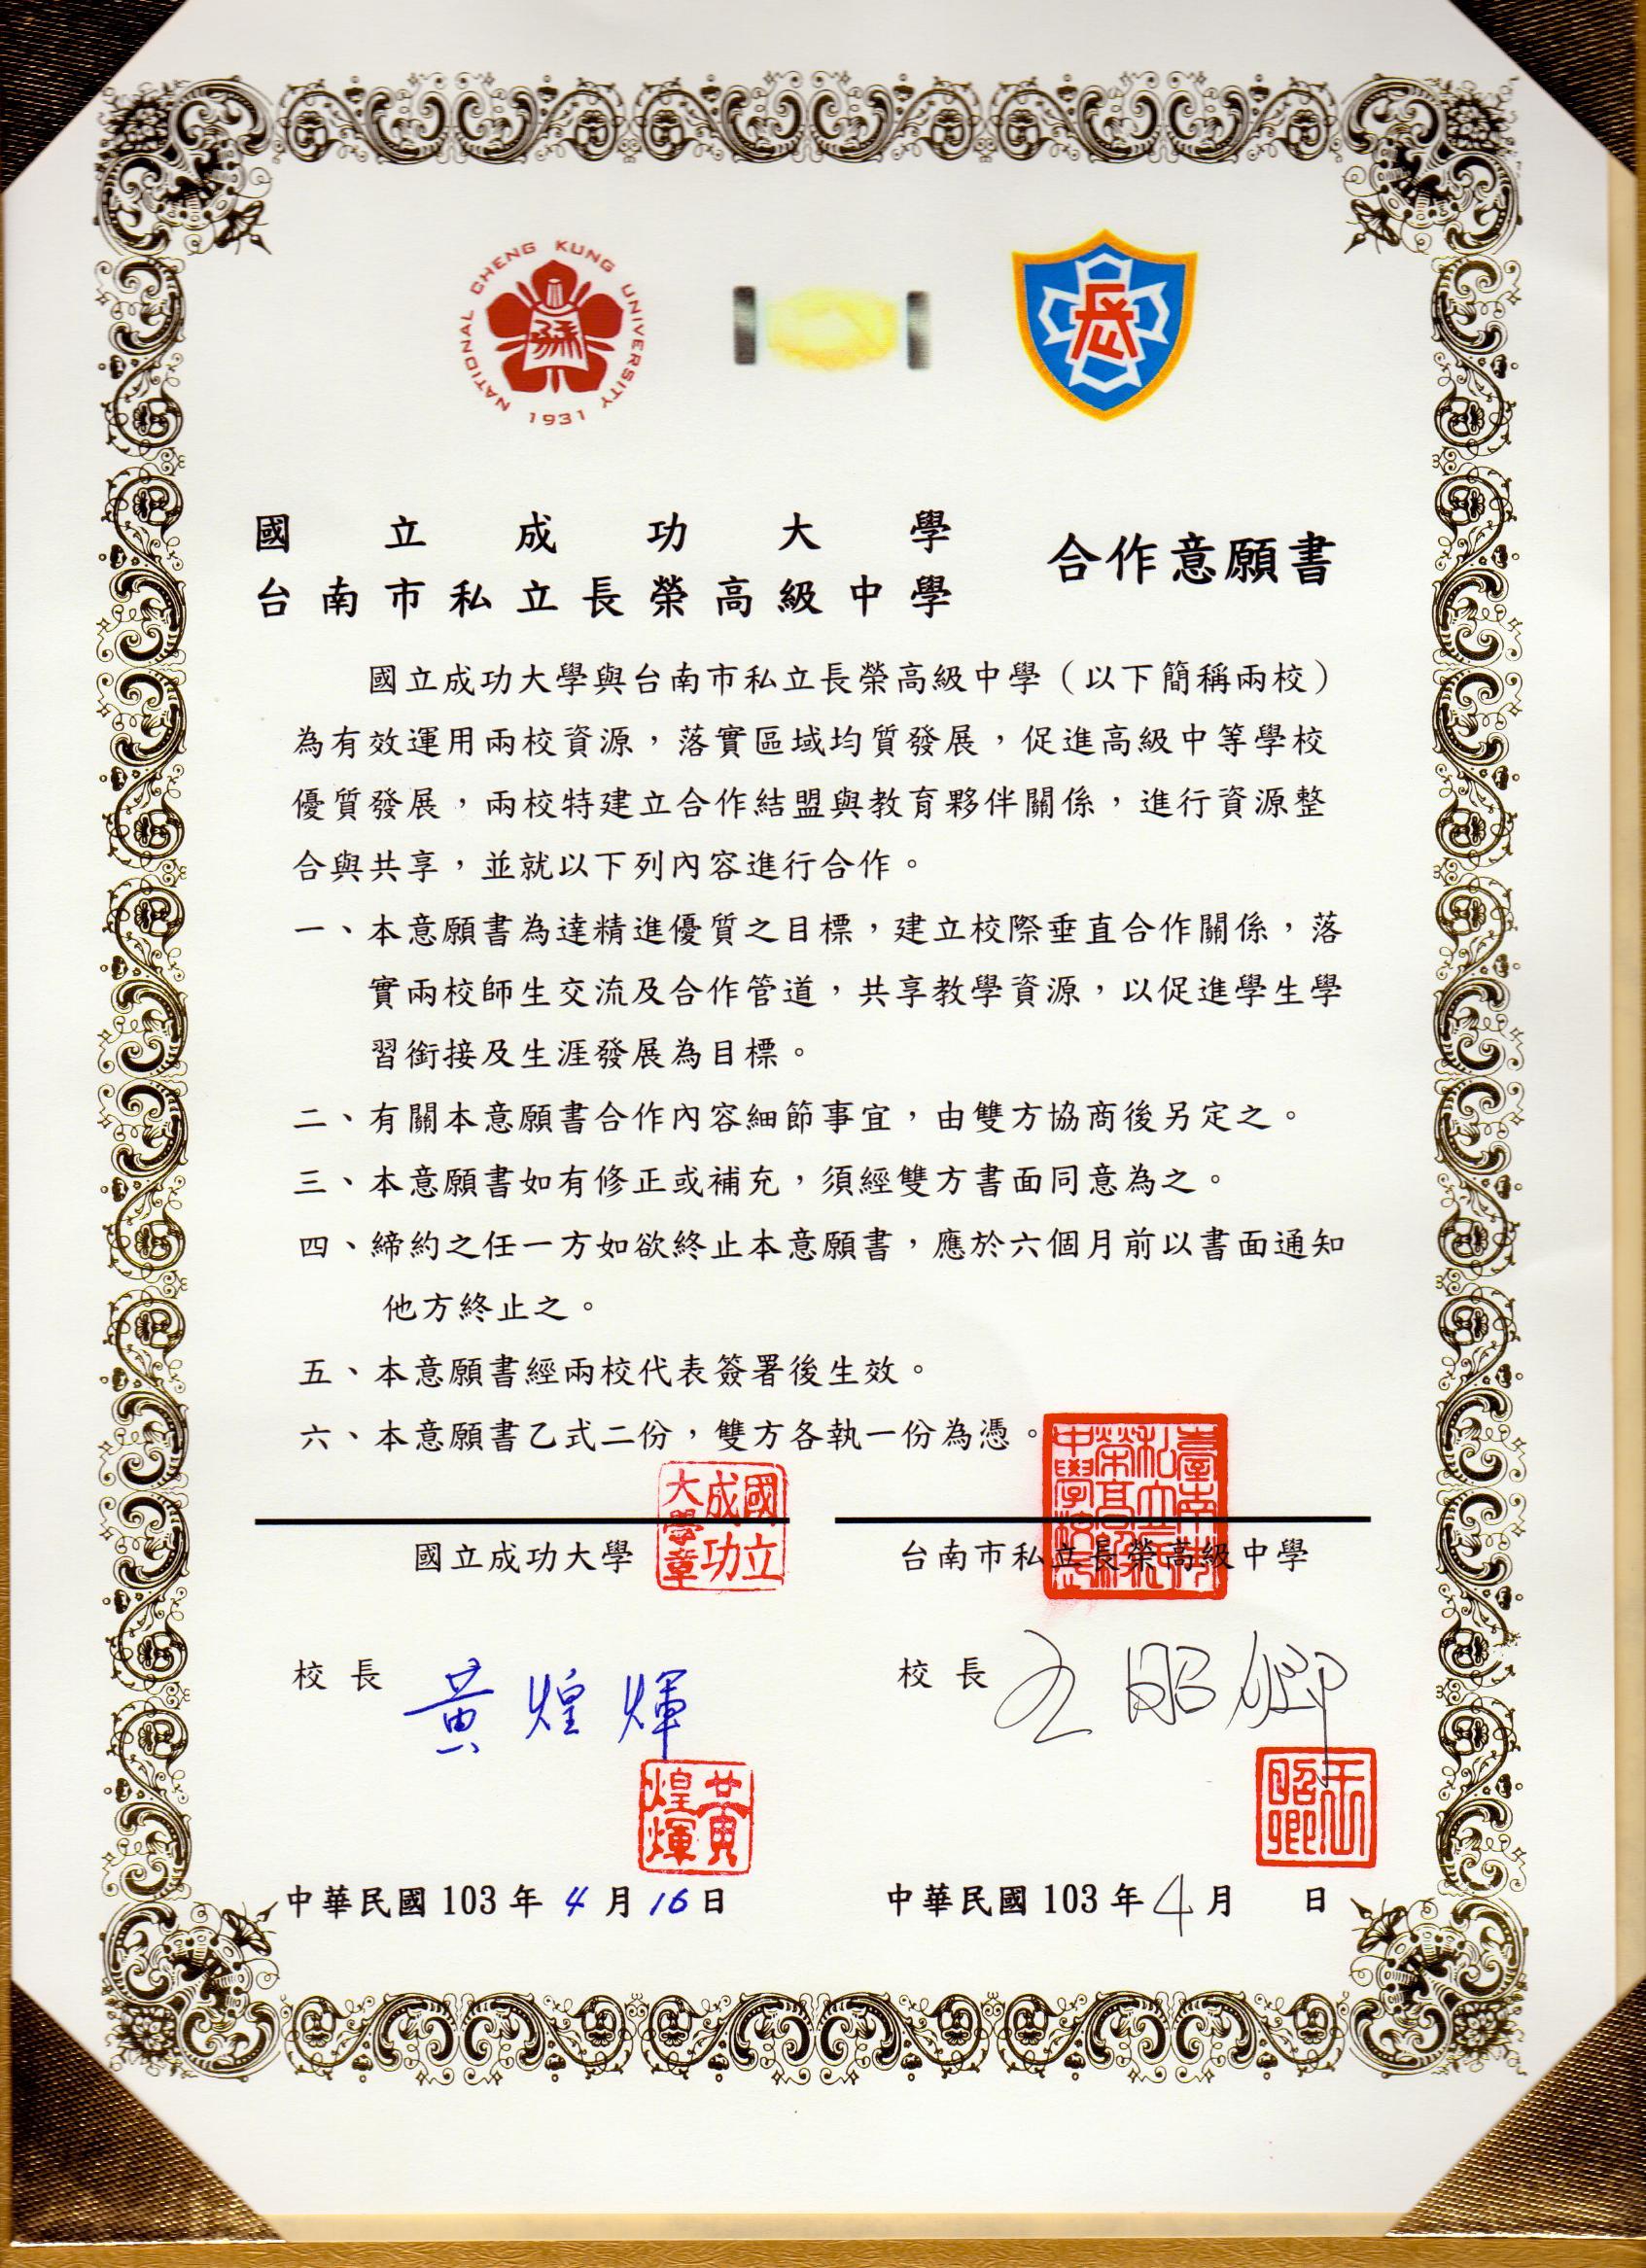 NATIONAL CHENG KUNG UNIVERSITY 1931
長
國立成功大學
台南市私立長榮高級中學
合作意願書
國立成功大學與台南市私立長榮高級中學（以下簡稱兩校）
為有效運用兩校資源，落實區域均質發展，促進高級中等學校
優質發展，兩校特建立合作結盟與教育夥伴關係，進行資源整
合與共享，並就以下列內容進行合作。
一、本意願書為達精進優質之目標，建立校際垂直合作關係，落
實兩校師生交流及合作管道，共享教學資源，以促進學生學
習銜接及生涯發展為目標。
二、有關本意願書合作內容細節事宜，由雙方協商後另定之。
三、本意願書如有修正或補充，須經雙方書面同意為之。
四、締約之任一方如欲終止本意願書，應於六個月前以書面通知
他方終止之。
五、本意願書經兩校代表簽署後生效。
六、本意願書乙式二份，雙方各執一份為憑。
國立成功大學
國立成功大學章
校長 黃煌輝
黃煌輝
中華民國 103 年 4 月 16 日
台南市私立長榮高級中學
校長 王昭卿
王昭卿
中華民國 103 年 4 月 日